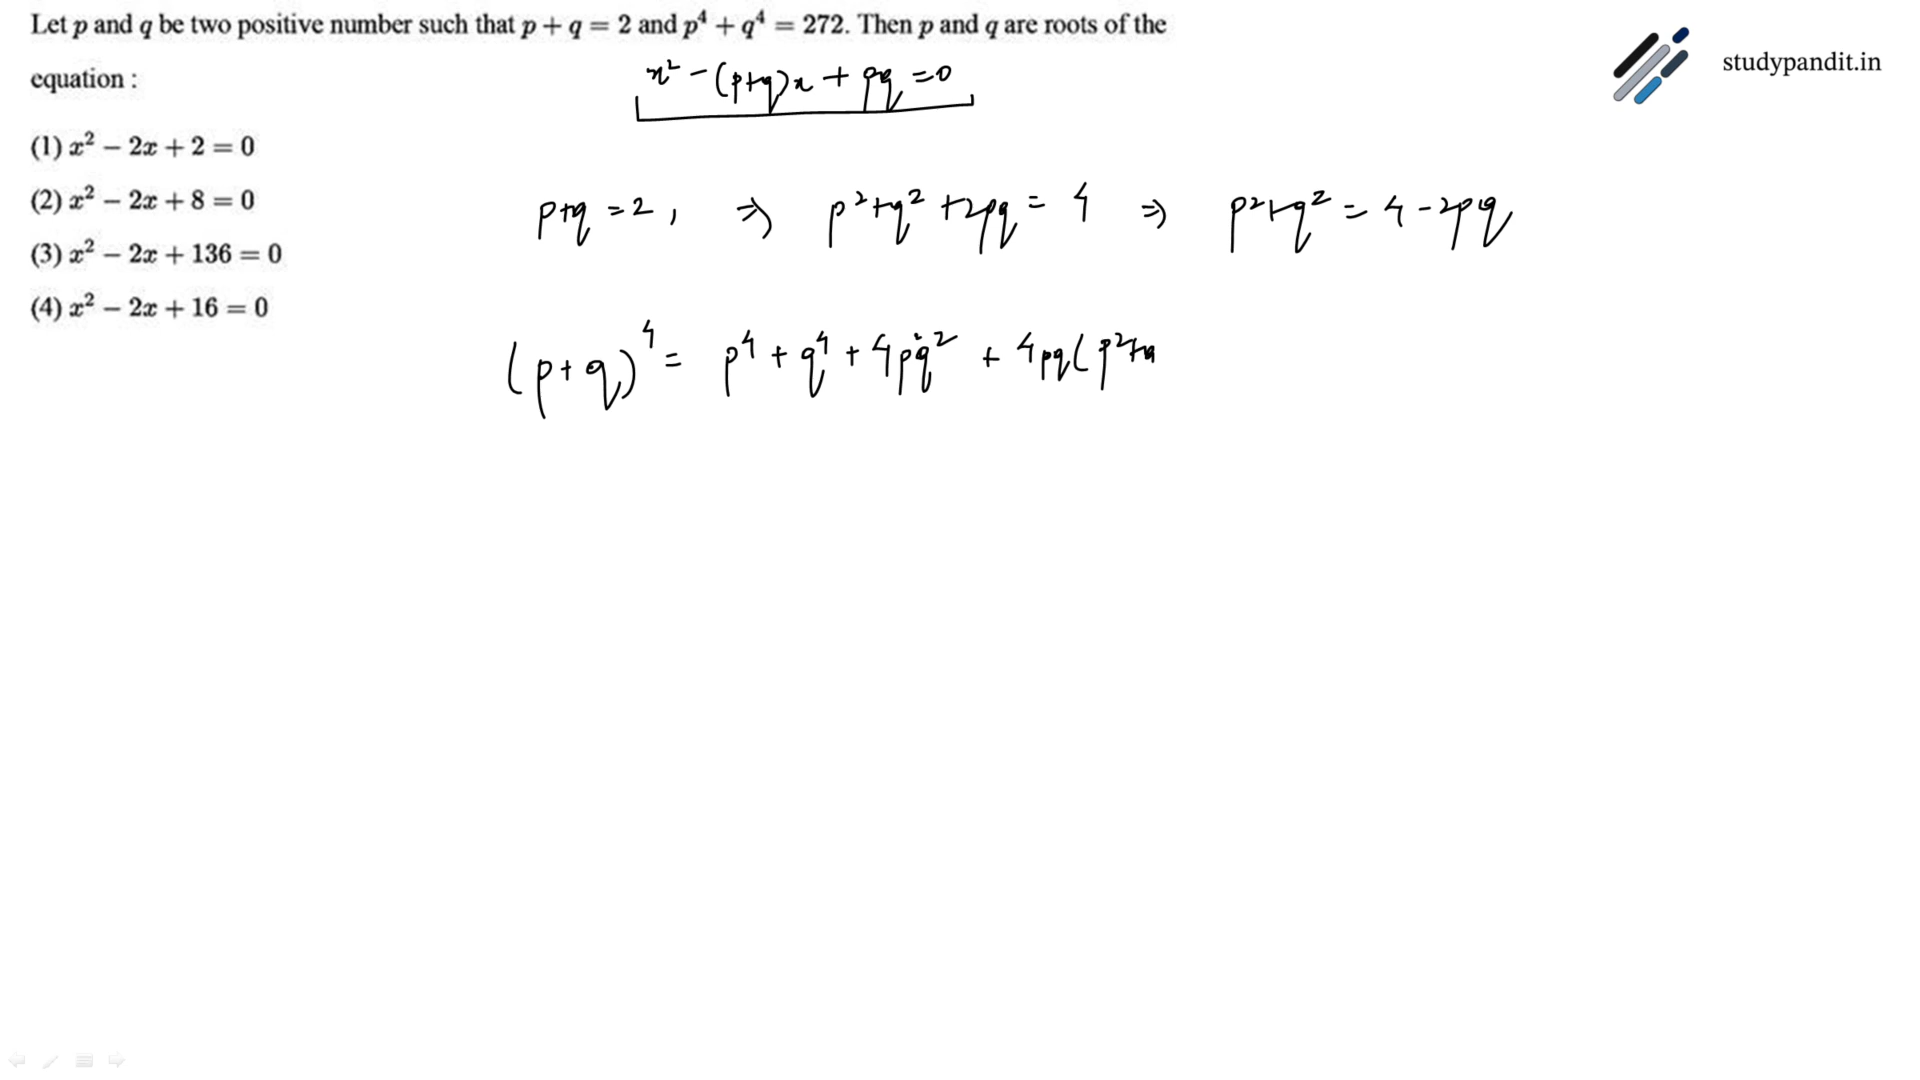 Let p and q be two positive number such that p + q = 2 and p⁴ + q⁴ = 272. Then p and q are roots of the
equation :
studypandit.in
x² - (p+q)x + pq = 0
(1) x² − 2x + 2 = 0
(2) x² − 2x + 8 = 0
(3) x² − 2x + 136 = 0
(4) x² − 2x + 16 = 0
p+q = 2, ⇒ p²+q² + 2pq = 4 ⇒ p²+q² = 4 - 2pq
(p+q)⁴ = p⁴ + q⁴ + 4p²q² + 4pq(p²+q